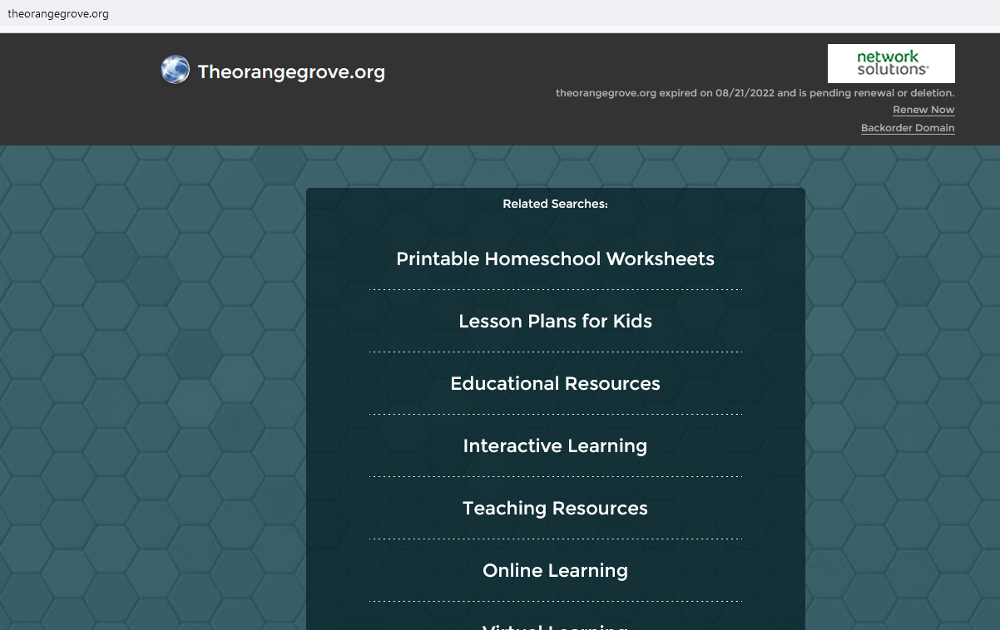 theorangegrove.org
Theorangegrove.org
network
solutions®
theorangegrove.org expired on 08/21/2022 and is pending renewal or deletion.
Renew Now
Backorder Domain
Related Searches:
Printable Homeschool Worksheets
Lesson Plans for Kids
Educational Resources
Interactive Learning
Teaching Resources
Online Learning
Virtual Learning